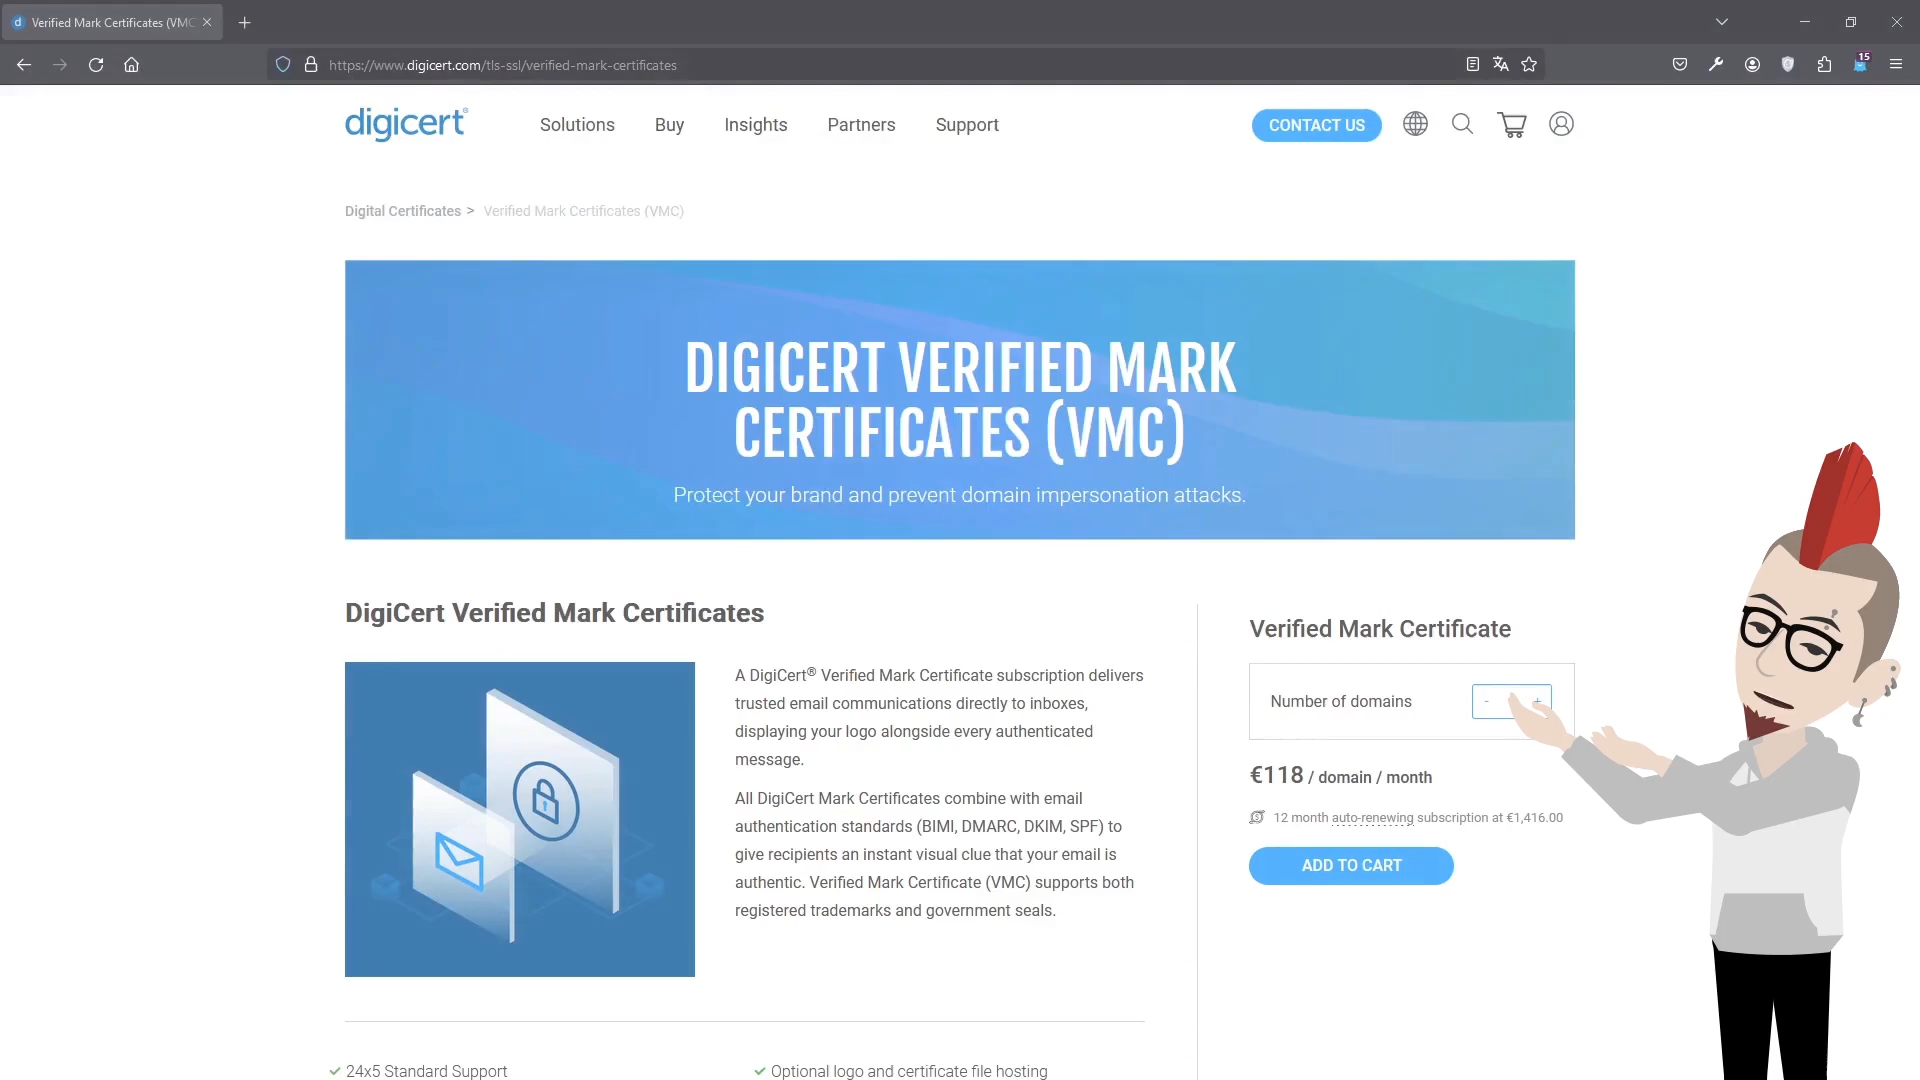 Verified Mark Certificates (VMC
https://www.digicert.com/tls-ssl/verified-mark-certificates
15
digicert®
Solutions
Buy
Insights
Partners
Support
CONTACT US
Digital Certificates > Verified Mark Certificates (VMC)
DIGICERT VERIFIED MARK
CERTIFICATES (VMC)
Protect your brand and prevent domain impersonation attacks.
DigiCert Verified Mark Certificates
A DigiCert® Verified Mark Certificate subscription delivers
trusted email communications directly to inboxes,
displaying your logo alongside every authenticated
message.
All DigiCert Mark Certificates combine with email
authentication standards (BIMI, DMARC, DKIM, SPF) to
give recipients an instant visual clue that your email is
authentic. Verified Mark Certificate (VMC) supports both
registered trademarks and government seals.
24x5 Standard Support
Optional logo and certificate file hosting
Verified Mark Certificate
Number of domains
- +
€118 / domain / month
12 month auto-renewing subscription at €1,416.00
ADD TO CART